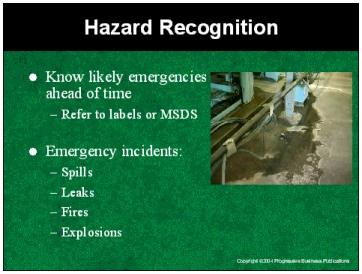 Hazard Recognition
● Know likely emergencies
ahead of time
– Refer to labels or MSDS
● Emergency incidents:
– Spills
– Leaks
– Fires
– Explosions
Copyright ©2004 Progressive Business Publications